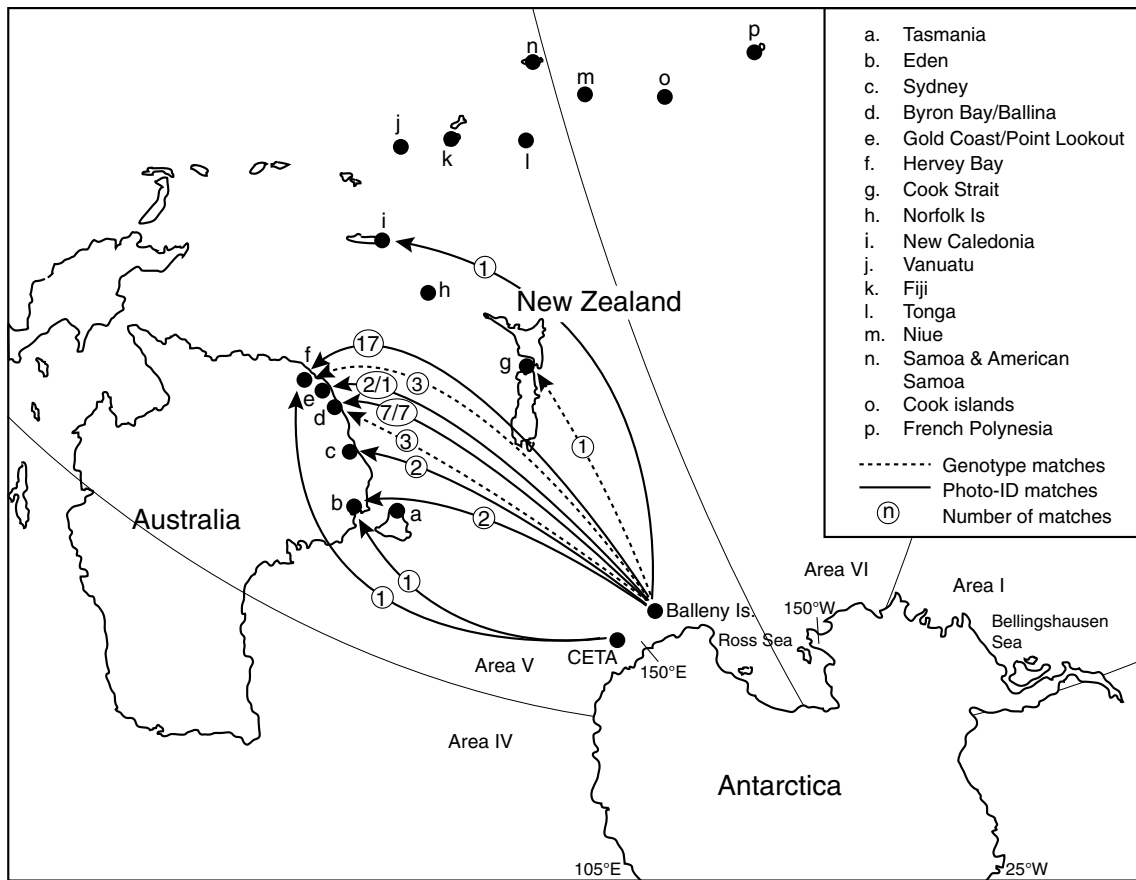 p
n
m
o
j
k
l
i
1
h
New Zealand
f
17
g
3
2/1
e
7/7
d
1
3
c
2
b
a
2
Australia
1
1
Balleny Is.
CETA
Ross Sea
150°E
150°W
Area VI
Area I
Bellingshausen
Sea
Area V
Area IV
Antarctica
105°E
25°W
a. Tasmania
b. Eden
c. Sydney
d. Byron Bay/Ballina
e. Gold Coast/Point Lookout
f. Hervey Bay
g. Cook Strait
h. Norfolk Is
i. New Caledonia
j. Vanuatu
k. Fiji
l. Tonga
m. Niue
n. Samoa & American
Samoa
o. Cook islands
p. French Polynesia
Genotype matches
Photo-ID matches
n Number of matches